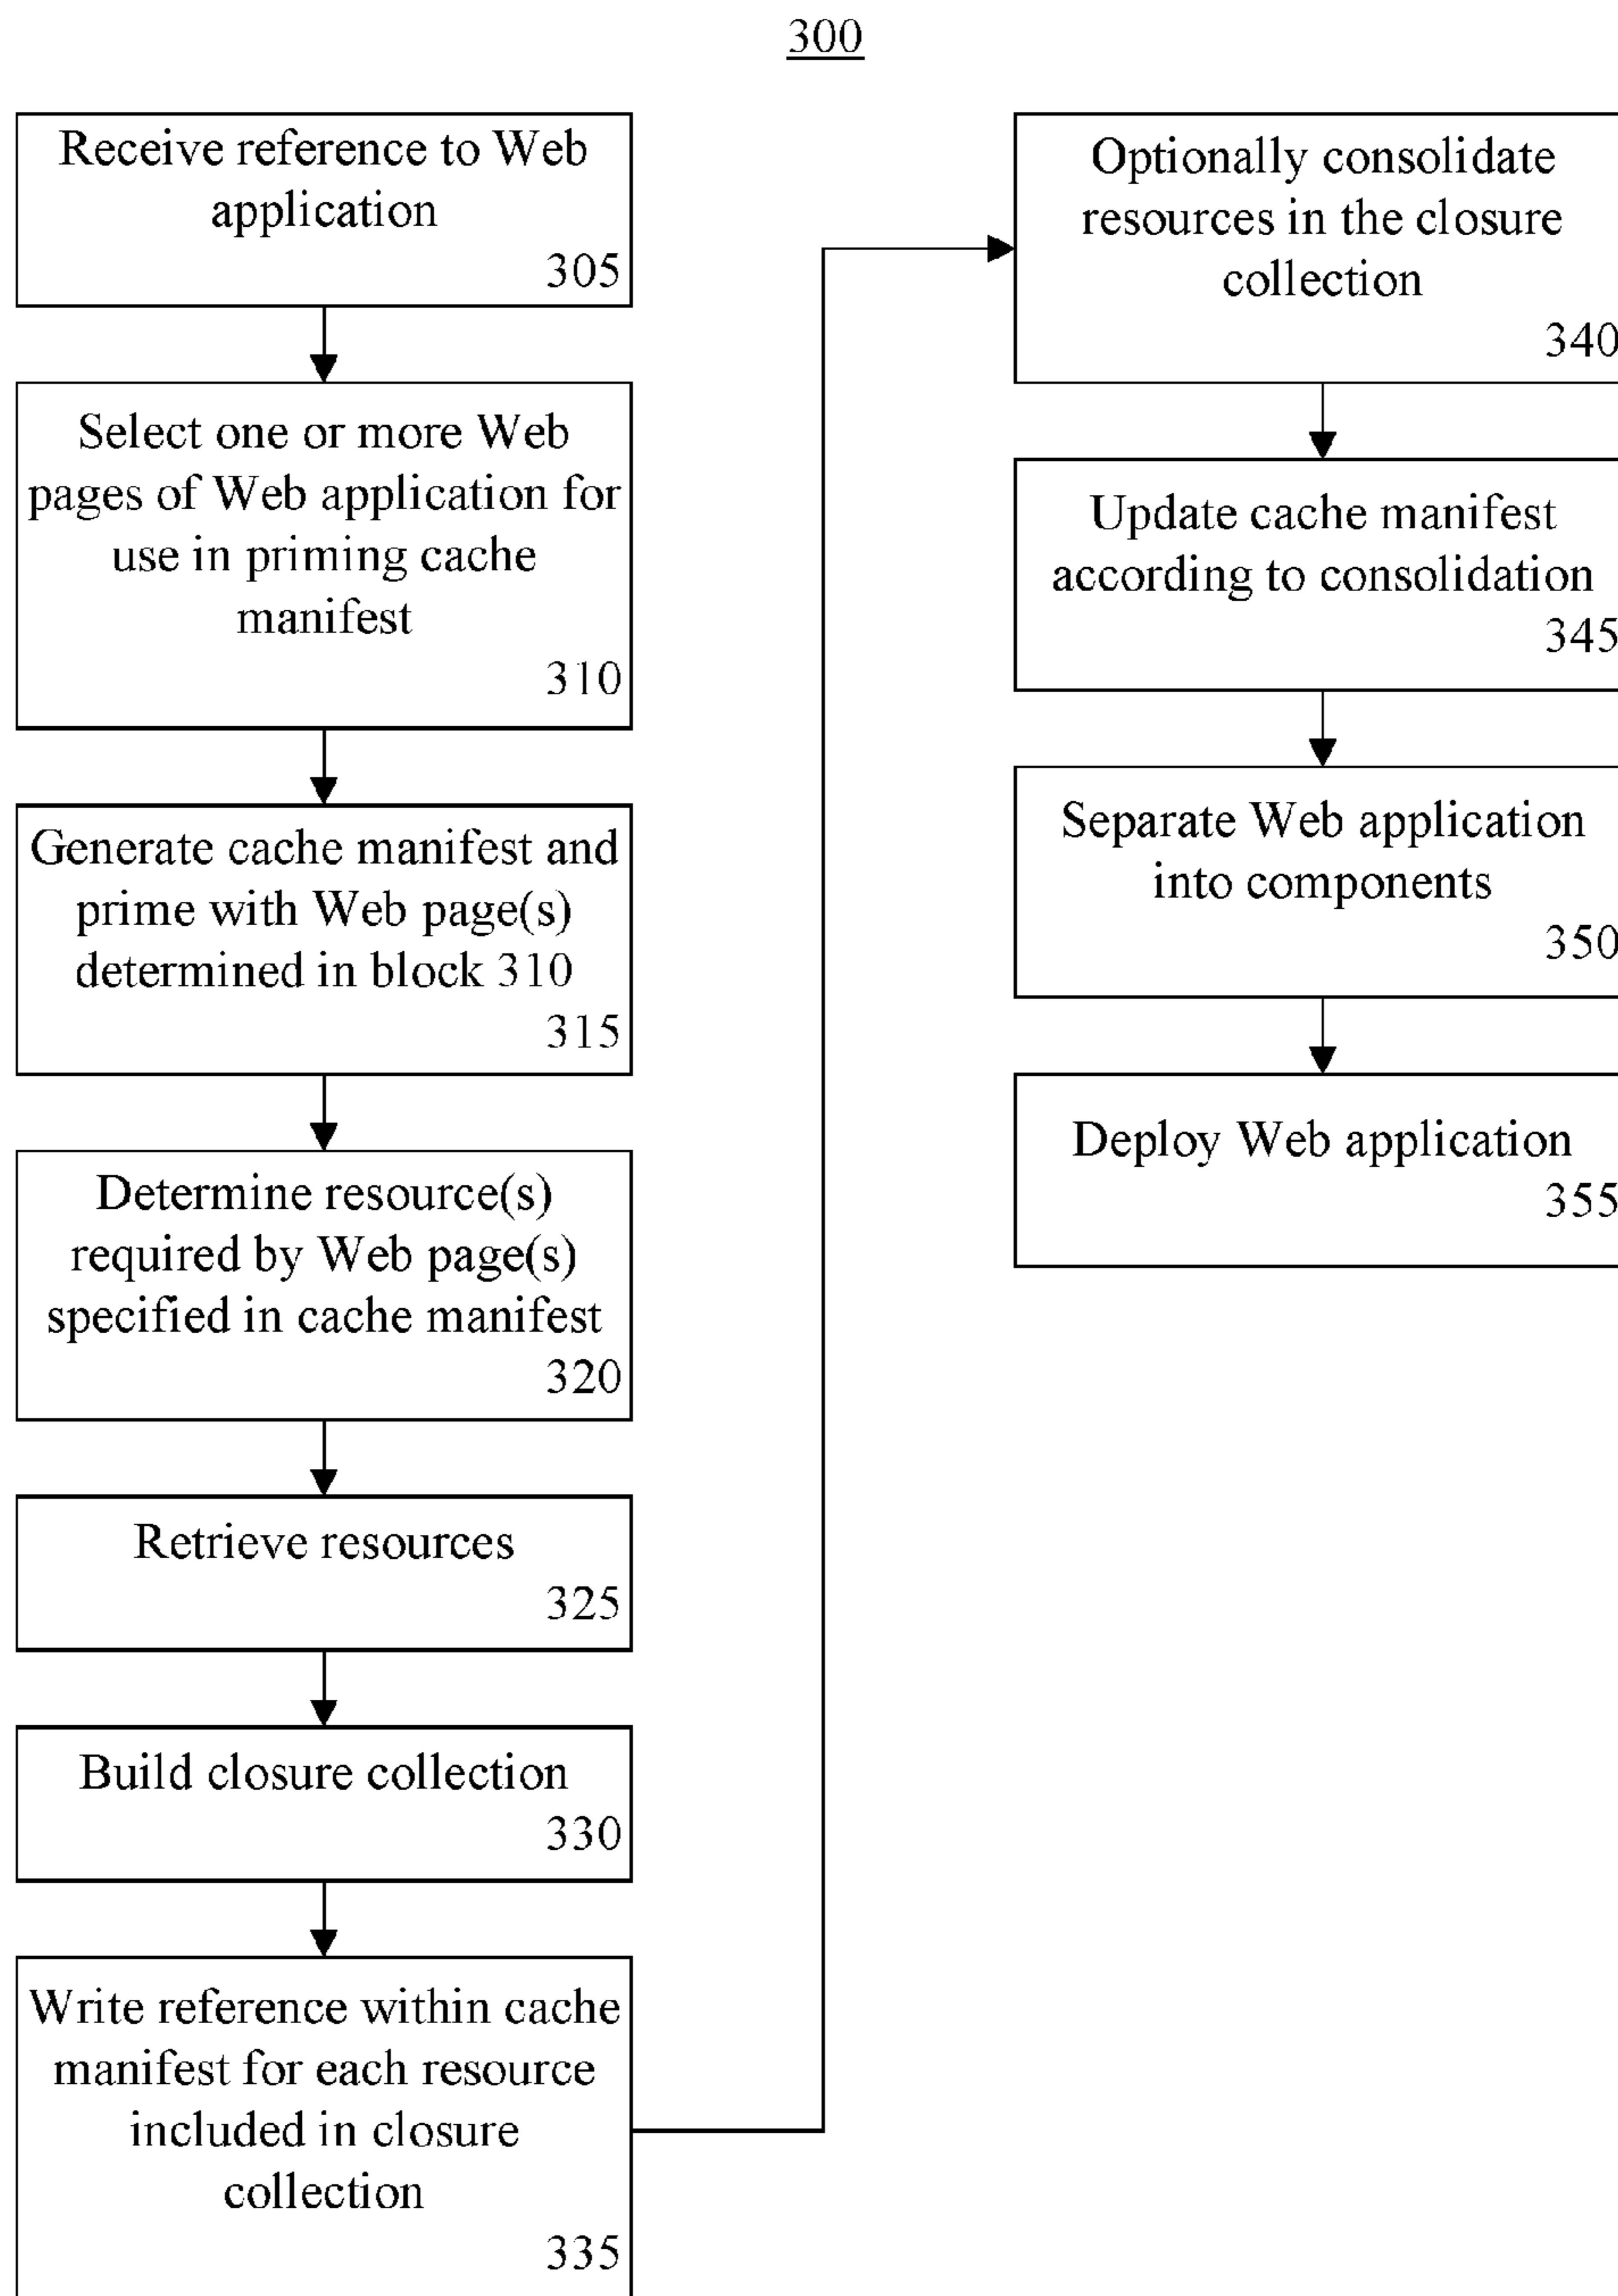 300
Receive reference to Web
application
305
Select one or more Web
pages of Web application for
use in priming cache
manifest
310
Generate cache manifest and
prime with Web page(s)
determined in block 310
315
Determine resource(s)
required by Web page(s)
specified in cache manifest
320
Retrieve resources
325
Build closure collection
330
Write reference within cache
manifest for each resource
included in closure
collection
335
Optionally consolidate
resources in the closure
collection
340
Update cache manifest
according to consolidation
345
Separate Web application
into components
350
Deploy Web application
355